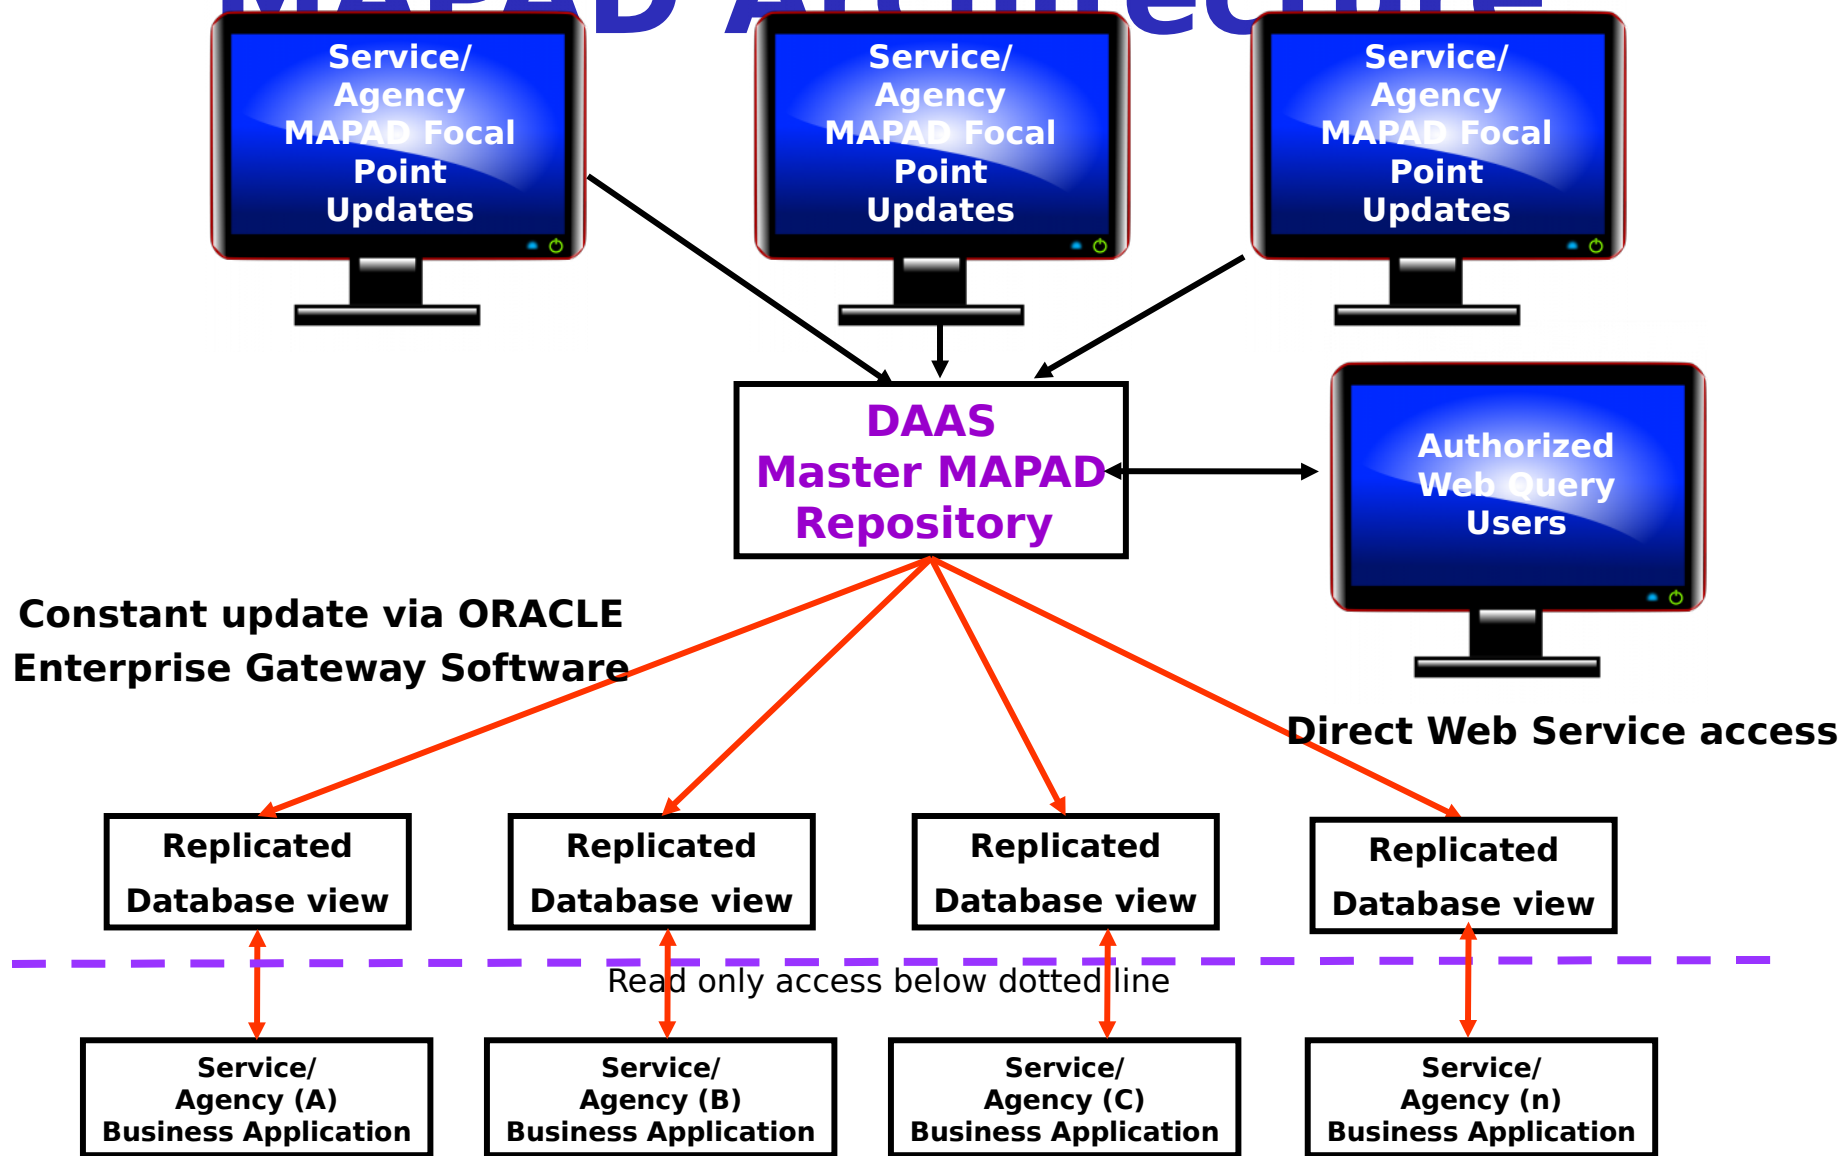 MAPAD Architecture
Service/
Agency
MAPAD Focal
Point
Updates
Service/
Agency
MAPAD Focal
Point
Updates
Service/
Agency
MAPAD Focal
Point
Updates
DAAS
Master MAPAD
Repository
Authorized
Web Query
Users
Constant update via ORACLE
Enterprise Gateway Software
Direct Web Service access
Replicated
Database view
Replicated
Database view
Replicated
Database view
Replicated
Database view
Read only access below dotted line
Service/
Agency (A)
Business Application
Service/
Agency (B)
Business Application
Service/
Agency (C)
Business Application
Service/
Agency (n)
Business Application